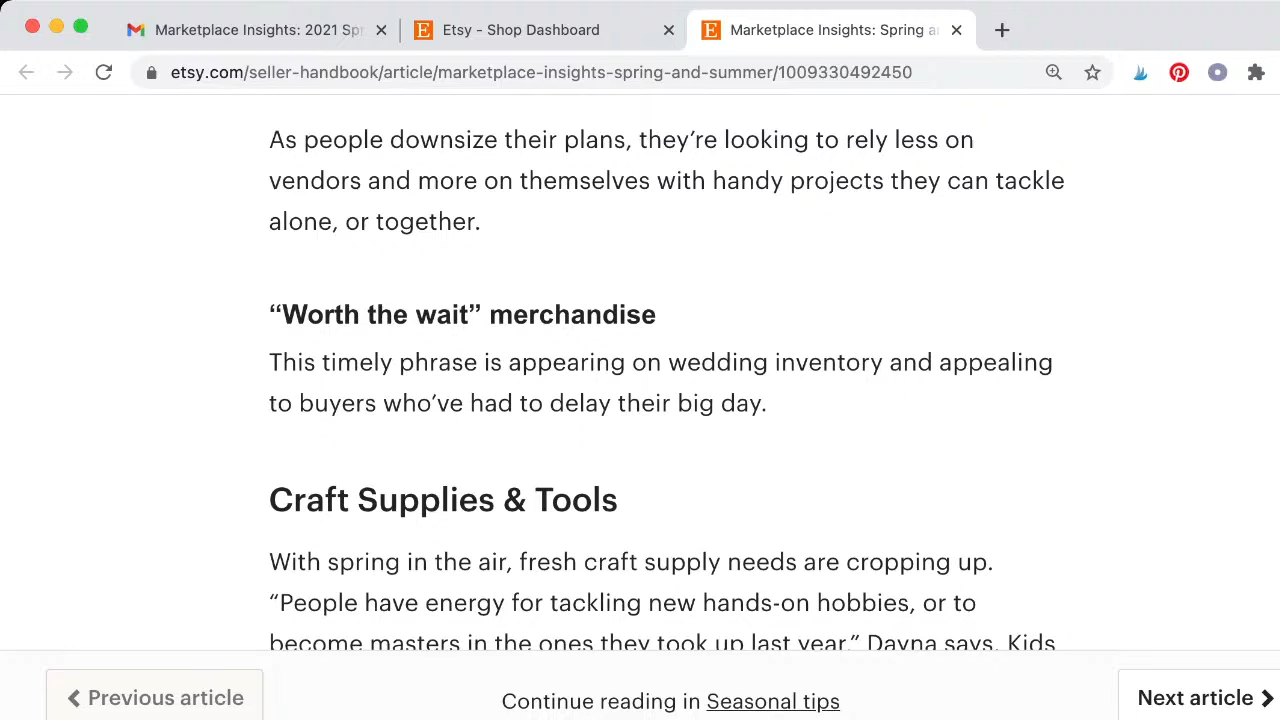 Marketplace Insights: 2021 Spr
Etsy - Shop Dashboard
Marketplace Insights: Spring a
etsy.com/seller-handbook/article/marketplace-insights-spring-and-summer/1009330492450
As people downsize their plans, they’re looking to rely less on
vendors and more on themselves with handy projects they can tackle
alone, or together.
“Worth the wait” merchandise
This timely phrase is appearing on wedding inventory and appealing
to buyers who’ve had to delay their big day.
Craft Supplies & Tools
With spring in the air, fresh craft supply needs are cropping up.
“People have energy for tackling new hands-on hobbies, or to
become masters in the ones they took up last year,” Dayna says. Kids
Previous article
Continue reading in Seasonal tips
Next article